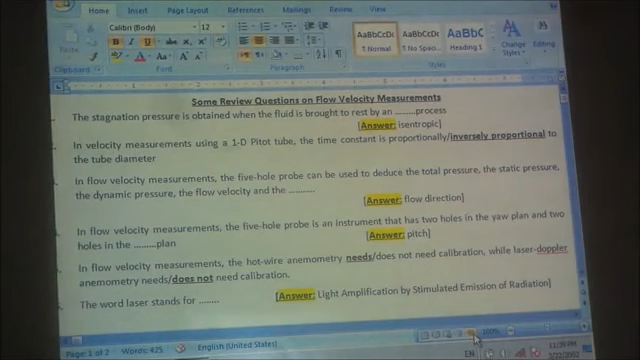 Home Insert Page Layout References Mailings Review View
Calibri (Body) 12
Paste
B I U
AaBbCcDc AaBbCcDc AaBbC
¶ Normal ¶ No Spaci... Heading 1
Change Styles
Editing
Clipboard Font Paragraph Styles
Some Review Questions on Flow Velocity Measurements
The stagnation pressure is obtained when the fluid is brought to rest by an .........process
[Answer: isentropic]
In velocity measurements using a 1-D Pitot tube, the time constant is proportionally/inversely proportional to
the tube diameter
In flow velocity measurements, the five-hole probe can be used to deduce the total pressure, the static pressure,
the dynamic pressure, the flow velocity and the ...........
[Answer: flow direction]
In flow velocity measurements, the five-hole probe is an instrument that has two holes in the yaw plan and two
holes in the .........plan
[Answer: pitch]
In flow velocity measurements, the hot-wire anemometry needs/does not need calibration, while laser-doppler
anemometry needs/does not need calibration.
The word laser stands for ........
[Answer: Light Amplification by Stimulated Emission of Radiation]
Page: 1 of 2 Words: 425 English (United States) 100%
EN